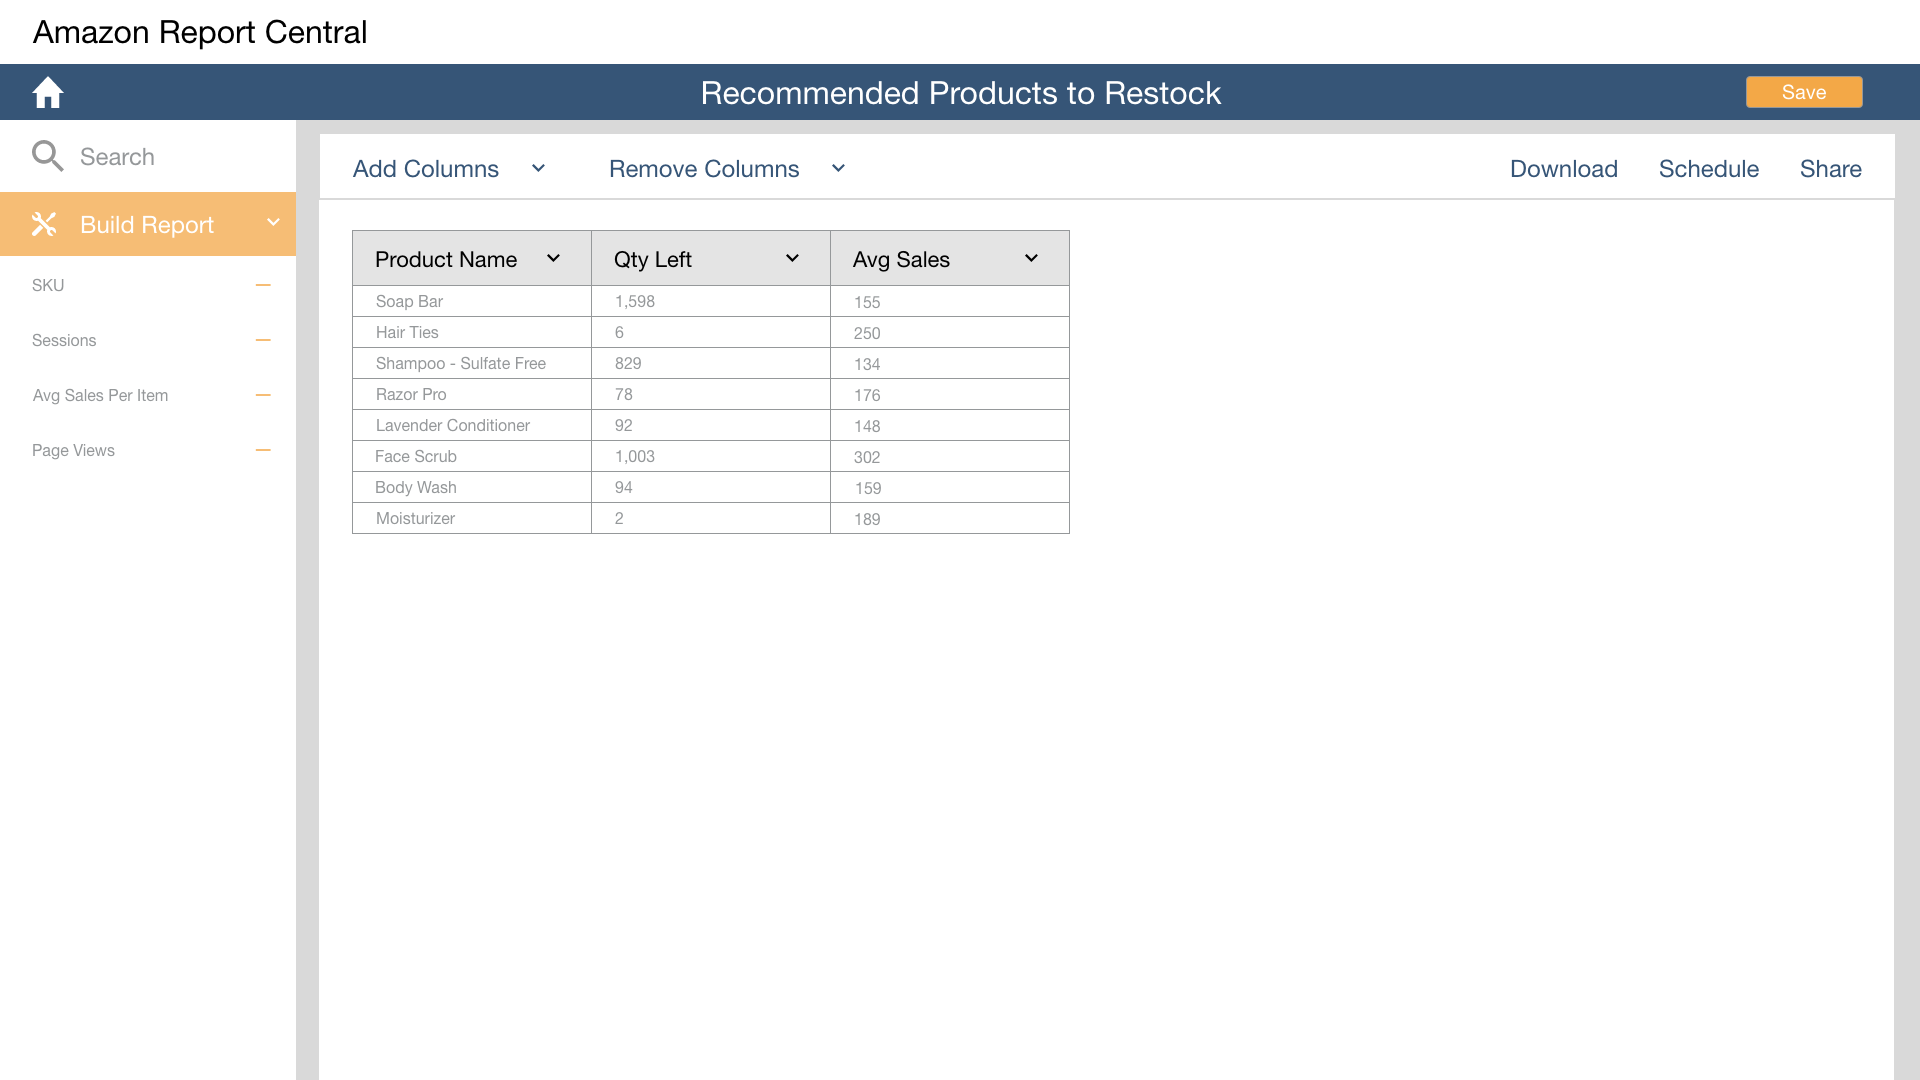 Amazon Report Central
Recommended Products to Restock
Save
Search
Build Report
SKU
Sessions
Avg Sales Per Item
Page Views
Add Columns
Remove Columns
Download
Schedule
Share
Product Name Qty Left Avg Sales
Soap Bar 1,598 155
Hair Ties 6 250
Shampoo - Sulfate Free 829 134
Razor Pro 78 176
Lavender Conditioner 92 148
Face Scrub 1,003 302
Body Wash 94 159
Moisturizer 2 189